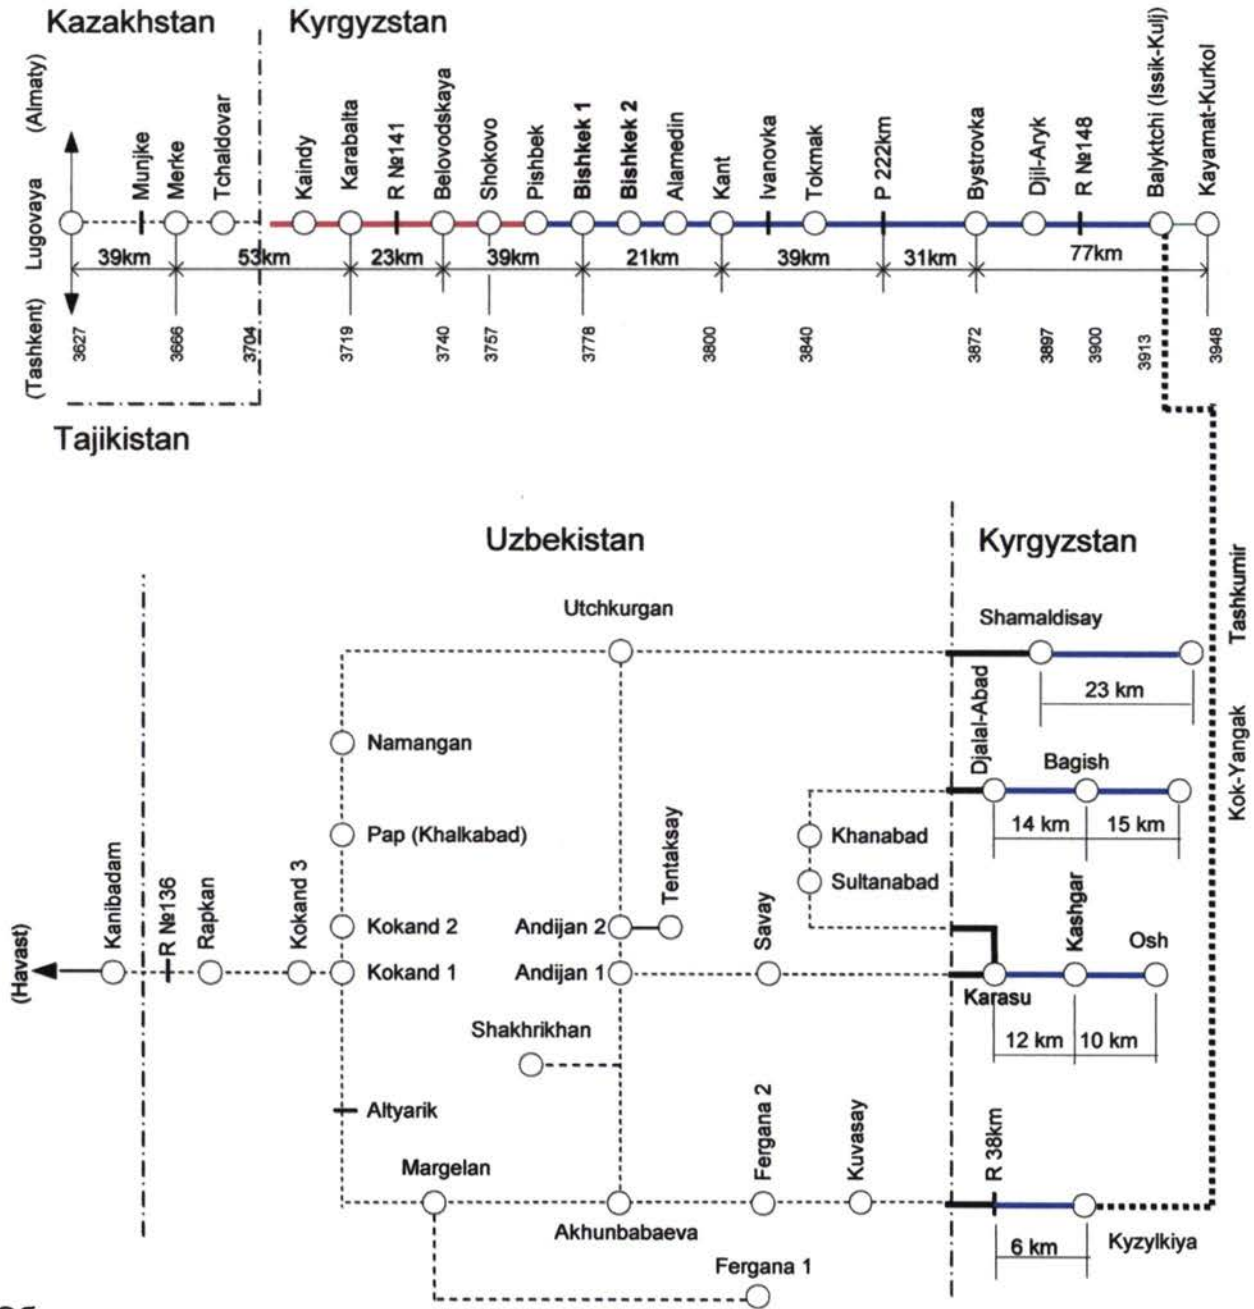 Kazakhstan
Kyrgyzstan
(Almaty)
Lugovaya
(Tashkent)
Munjke
Merke
Tchaldovar
Kaindy
Karabalta
R №141
Belovodskaya
Shokovo
Pishbek
Bishkek 1
Bishkek 2
Alamedin
Kant
Ivanovka
Tokmak
P 222km
Bystrovka
Djil-Aryk
R №148
Balyktchi (Issik-Kulj)
Kayamat-Kurkol
39km
53km
23km
39km
21km
39km
31km
77km
3627
3666
3704
3719
3740
3757
3778
3800
3840
3872
3897
3900
3913
3948
Tajikistan
Uzbekistan
Kyrgyzstan
Utchkurgan
Shamaldisay
Tashkumir
23 km
Namangan
Djalal-Abad
Bagish
Kok-Yangak
14 km
15 km
Pap (Khalkabad)
Khanabad
Sultanabad
Tentaksay
(Havast)
Kanibadam
R №136
Rapkan
Kokand 3
Kokand 2
Kokand 1
Andijan 2
Andijan 1
Savay
Karasu
Kashgar
Osh
12 km
10 km
Shakhrikhan
Altyarik
Margelan
Akhunbabaeva
Fergana 2
Kuvasay
R 38km
6 km
Kyzylkiya
Fergana 1